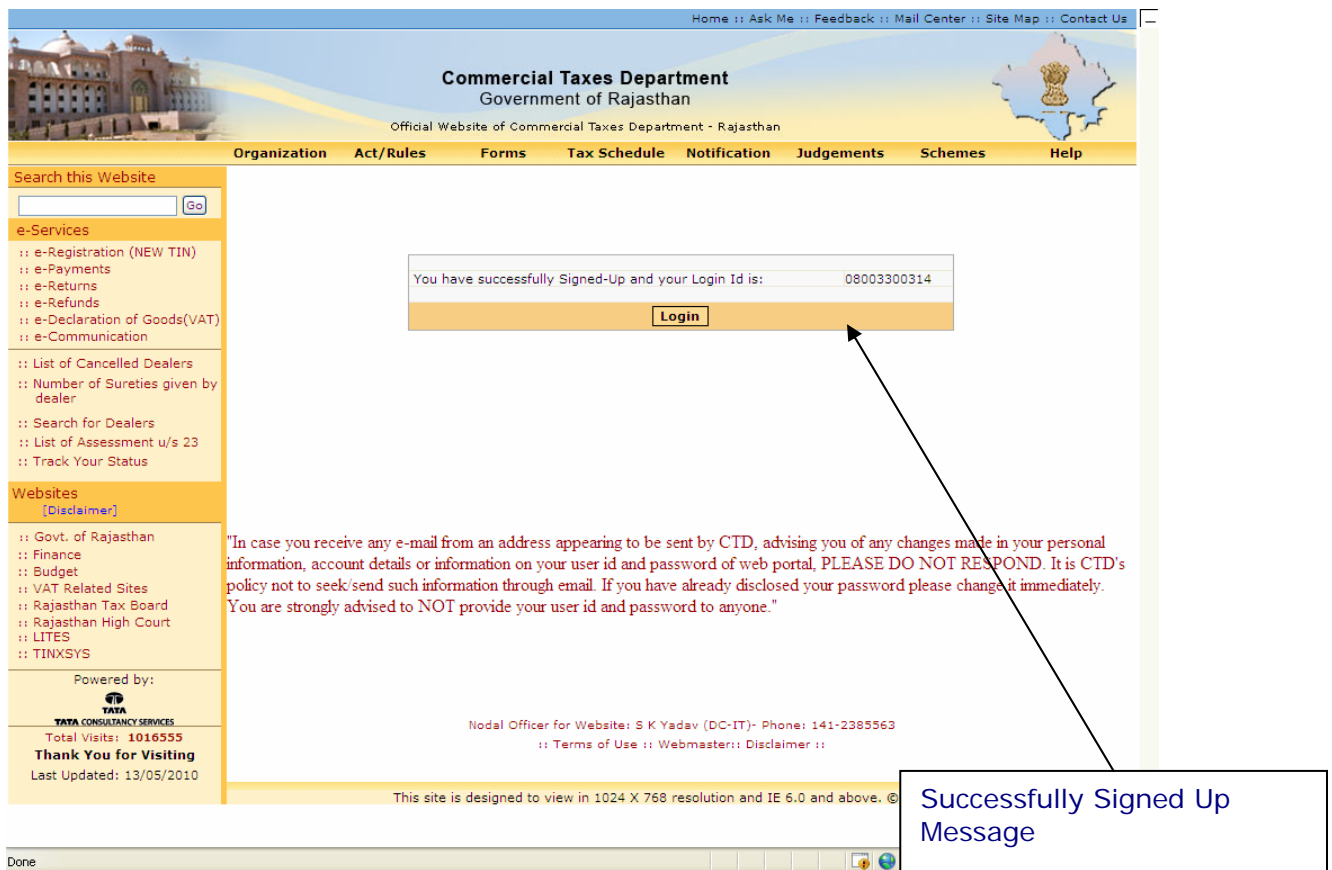 Home :: Ask Me :: Feedback :: Mail Center :: Site Map :: Contact Us
Commercial Taxes Department
Government of Rajasthan
Official Website of Commercial Taxes Department - Rajasthan
Organization Act/Rules Forms Tax Schedule Notification Judgements Schemes Help
Search this Website
Go
e-Services
:: e-Registration (NEW TIN)
:: e-Payments
:: e-Returns
:: e-Refunds
:: e-Declaration of Goods(VAT)
:: e-Communication
:: List of Cancelled Dealers
:: Number of Sureties given by
dealer
:: Search for Dealers
:: List of Assessment u/s 23
:: Track Your Status
Websites
[Disclaimer]
:: Govt. of Rajasthan
:: Finance
:: Budget
:: VAT Related Sites
:: Rajasthan Tax Board
:: Rajasthan High Court
:: LITES
:: TINXSYS
Powered by:
TATA
TATA CONSULTANCY SERVICES
Total Visits: 1016555
Thank You for Visiting
Last Updated: 13/05/2010
You have successfully Signed-Up and your Login Id is: 08003300314
Login
"In case you receive any e-mail from an address appearing to be sent by CTD, advising you of any changes made in your personal
information, account details or information on your user id and password of web portal, PLEASE DO NOT RESPOND. It is CTD's
policy not to seek/send such information through email. If you have already disclosed your password please change it immediately.
You are strongly advised to NOT provide your user id and password to anyone."
Nodal Officer for Website: S K Yadav (DC-IT)- Phone: 141-2385563
:: Terms of Use :: Webmaster:: Disclaimer ::
This site is designed to view in 1024 X 768 resolution and IE 6.0 and above. ©
Successfully Signed Up
Message
Done